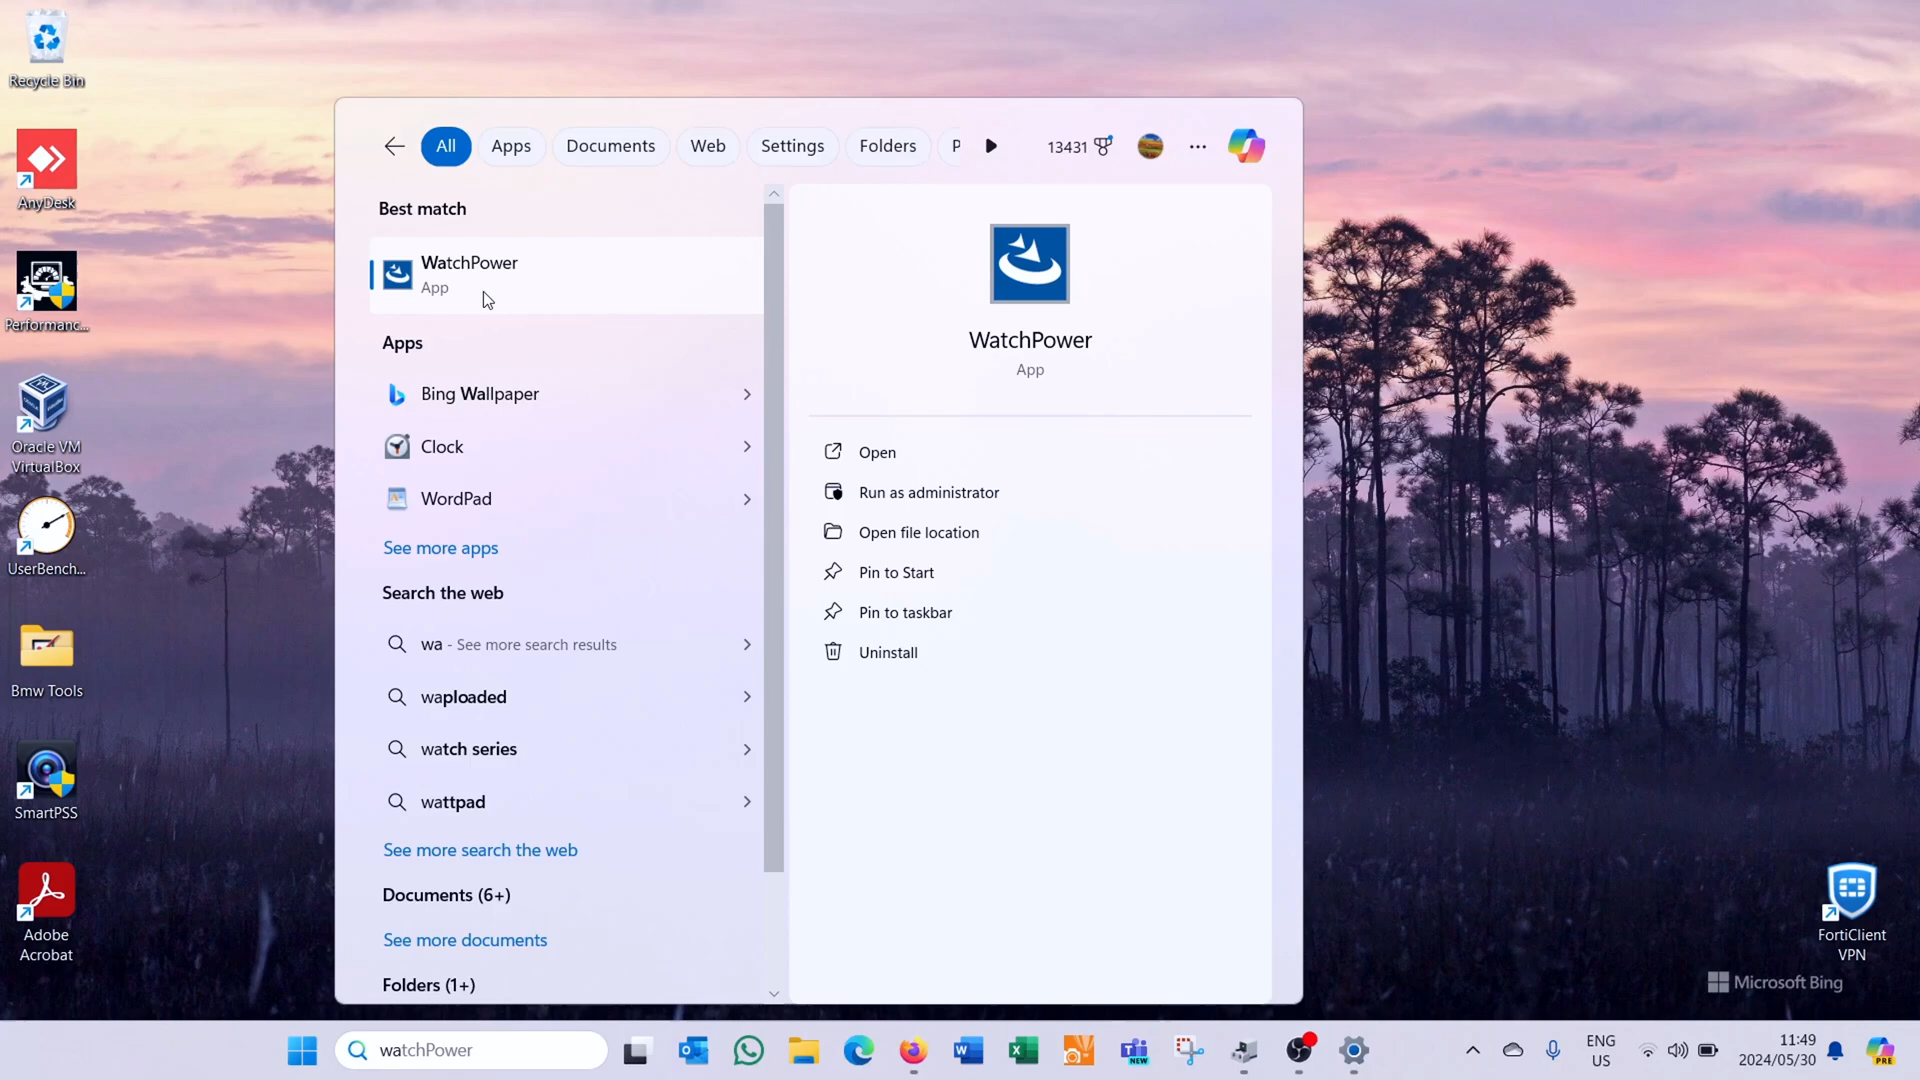 Recycle Bin
AnyDesk
Performanc...
Oracle VM
VirtualBox
UserBench...
Bmw Tools
SmartPSS
Adobe
Acrobat
All
Apps
Documents
Web
Settings
Folders
P
13431
Best match
WatchPower
App
Apps
Bing Wallpaper
Clock
WordPad
See more apps
Search the web
wa - See more search results
waploaded
watch series
wattpad
See more search the web
Documents (6+)
See more documents
Folders (1+)
WatchPower
App
Open
Run as administrator
Open file location
Pin to Start
Pin to taskbar
Uninstall
FortiClient
VPN
Microsoft Bing
watchPower
NEW
ENG
US
11:49
2024/05/30
PRE